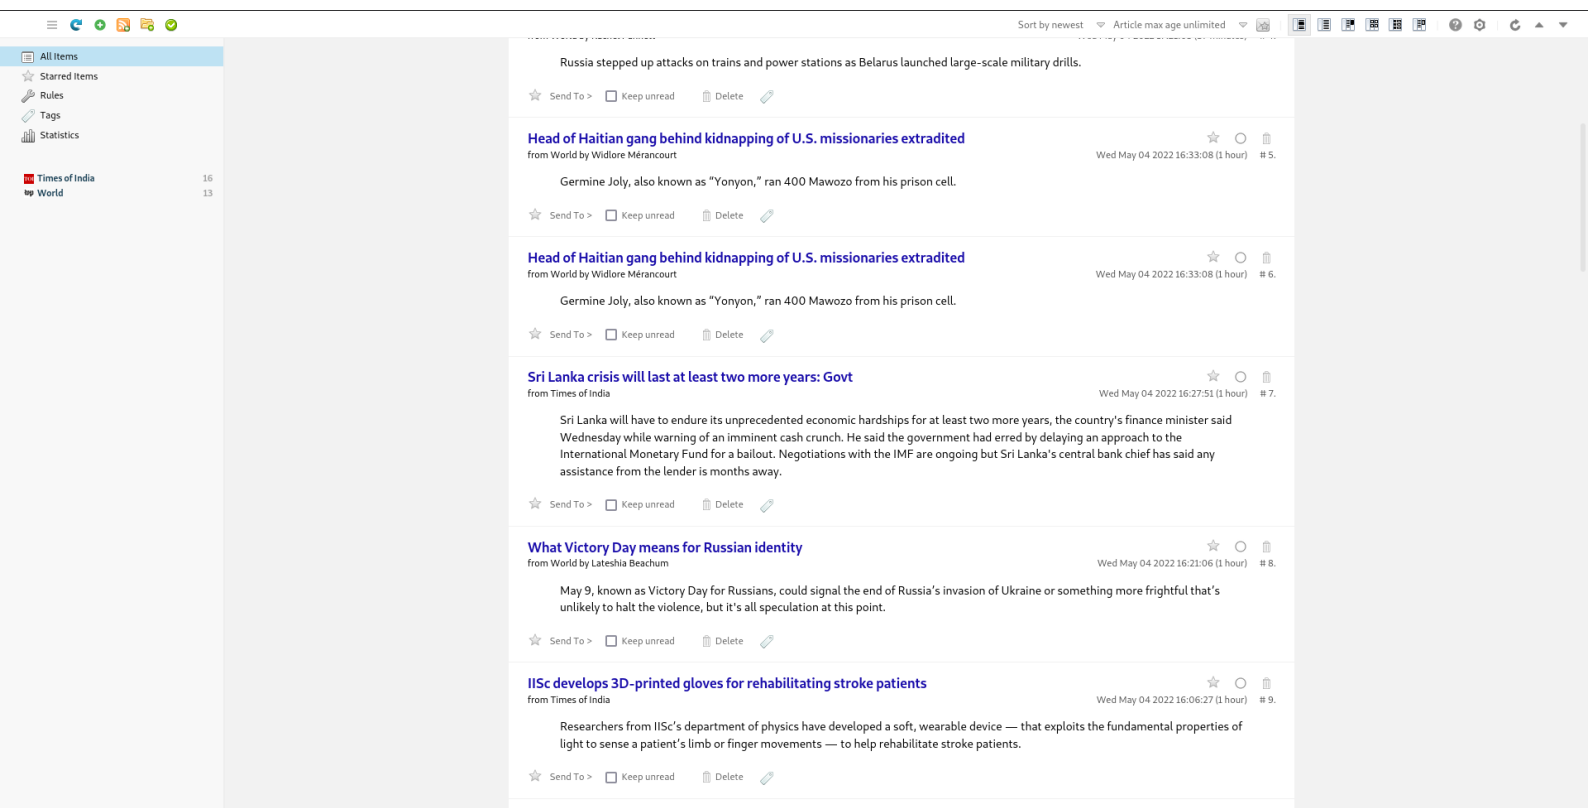 Sort by newest Article max age unlimited
All Items
Starred Items
Rules
Tags
Statistics
Times of India 16
World 13
Russia stepped up attacks on trains and power stations as Belarus launched large-scale military drills.
Send To > Keep unread Delete
Head of Haitian gang behind kidnapping of U.S. missionaries extradited
from World by Widlore Mérancourt Wed May 04 2022 16:33:08 (1 hour) # 5.
Germine Joly, also known as “Yonyon,” ran 400 Mawozo from his prison cell.
Send To > Keep unread Delete
Head of Haitian gang behind kidnapping of U.S. missionaries extradited
from World by Widlore Mérancourt Wed May 04 2022 16:33:08 (1 hour) # 6.
Germine Joly, also known as “Yonyon,” ran 400 Mawozo from his prison cell.
Send To > Keep unread Delete
Sri Lanka crisis will last at least two more years: Govt
from Times of India Wed May 04 2022 16:27:51 (1 hour) # 7.
Sri Lanka will have to endure its unprecedented economic hardships for at least two more years, the country's finance minister said
Wednesday while warning of an imminent cash crunch. He said the government had erred by delaying an approach to the
International Monetary Fund for a bailout. Negotiations with the IMF are ongoing but Sri Lanka's central bank chief has said any
assistance from the lender is months away.
Send To > Keep unread Delete
What Victory Day means for Russian identity
from World by Lateshia Beachum Wed May 04 2022 16:21:06 (1 hour) # 8.
May 9, known as Victory Day for Russians, could signal the end of Russia’s invasion of Ukraine or something more frightful that’s
unlikely to halt the violence, but it's all speculation at this point.
Send To > Keep unread Delete
IISc develops 3D-printed gloves for rehabilitating stroke patients
from Times of India Wed May 04 2022 16:06:27 (1 hour) # 9.
Researchers from IISc’s department of physics have developed a soft, wearable device — that exploits the fundamental properties of
light to sense a patient’s limb or finger movements — to help rehabilitate stroke patients.
Send To > Keep unread Delete